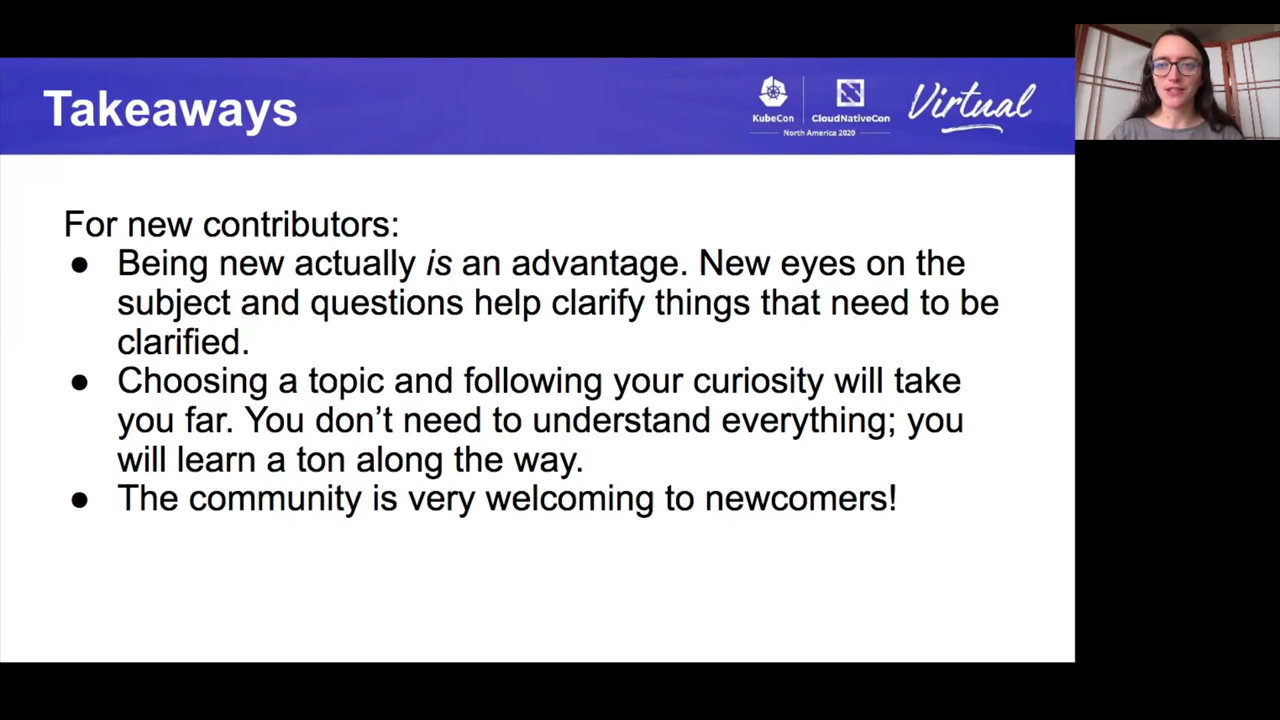 Takeaways
KubeCon
CloudNativeCon
North America 2020
Virtual
For new contributors:
● Being new actually is an advantage. New eyes on the
subject and questions help clarify things that need to be
clarified.
● Choosing a topic and following your curiosity will take
you far. You don’t need to understand everything; you
will learn a ton along the way.
● The community is very welcoming to newcomers!